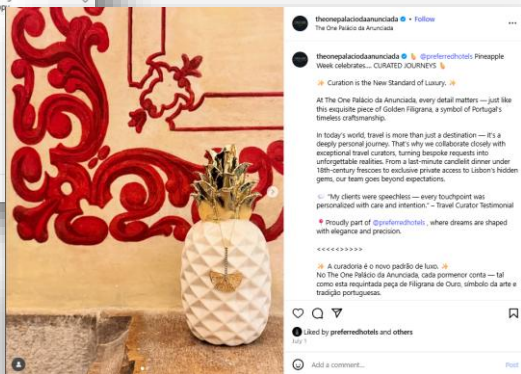 theonepalaciodaanunciada • Follow
The One Palácio da Anunciada
theonepalaciodaanunciada @preferredhotels Pineapple
Week celebrates... CURATED JOURNEYS
✨ Curation is the New Standard of Luxury. ✨
At The One Palácio da Anunciada, every detail matters — just like
this exquisite piece of Golden Filigrana, a symbol of Portugal's
timeless craftsmanship.
In today's world, travel is more than just a destination — it's a
deeply personal journey. That's why we collaborate closely with
exceptional travel curators, turning bespoke requests into
unforgettable realities. From a last-minute candlelit dinner under
18th-century frescoes to exclusive private access to Lisbon's hidden
gems, our team goes beyond expectations.
"My clients were speechless — every touchpoint was
personalized with care and intention." – Travel Curator Testimonial
Proudly part of @preferredhotels, where dreams are shaped
with elegance and precision.
<<<<<>>>>>
✨ A curadoria é o novo padrão de luxo. ✨
No The One Palácio da Anunciada, cada pormenor conta — tal
como esta requintada peça de Filigrana de Ouro, símbolo da arte e
tradição portuguesas.
Liked by preferredhotels and others
July 1
Add a comment...
Post